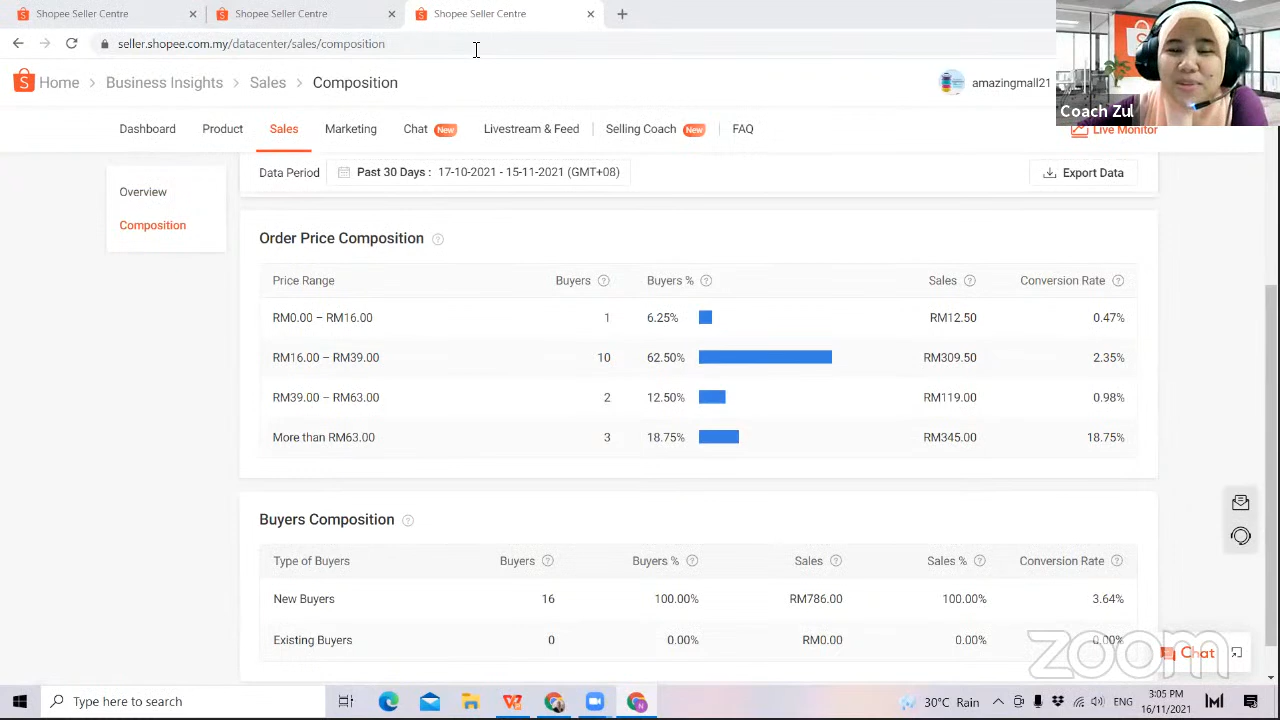 Shopee Seller Centre
Shopee Seller Centre
Shopee Seller Centre
seller.shopee.com.my/datacenter/sales/composition
Home > Business Insights > Sales > Composition
amazingmall21
Coach Zul
Dashboard Product Sales Marketing Chat New Livestream & Feed Selling Coach New FAQ
Live Monitor
Overview
Composition
Data Period Past 30 Days : 17-10-2021 - 15-11-2021 (GMT+08) Export Data
Order Price Composition
Price Range Buyers Buyers % Sales Conversion Rate
RM0.00 – RM16.00 1 6.25% RM12.50 0.47%
RM16.00 – RM39.00 10 62.50% RM309.50 2.35%
RM39.00 – RM63.00 2 12.50% RM119.00 0.98%
More than RM63.00 3 18.75% RM345.00 18.75%
Buyers Composition
Type of Buyers Buyers Buyers % Sales Sales % Conversion Rate
New Buyers 16 100.00% RM786.00 100.00% 3.64%
Existing Buyers 0 0.00% RM0.00 0.00% 0.00%
zoom
Chat
Type here to search
30°C Rain
ENG
3:05 PM
16/11/2021